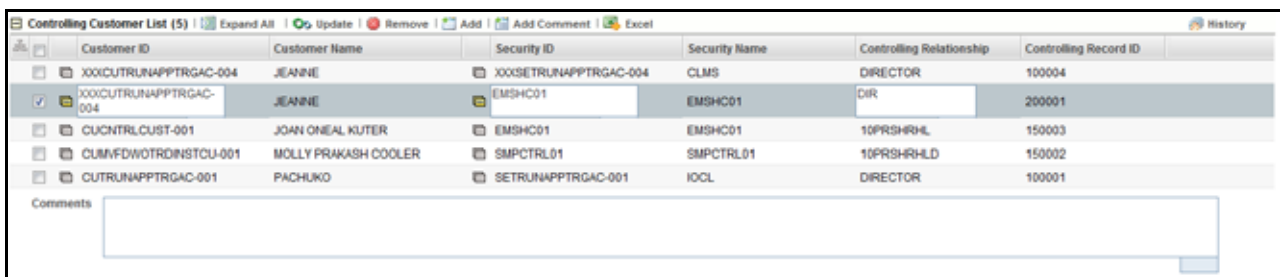 Controlling Customer List (5) | Expand All | Update | Remove | Add | Add Comment | Excel History
Customer ID Customer Name Security ID Security Name Controlling Relationship Controlling Record ID
XXXCUTRUNAPPTRGAC-004 JEANNE XXXSETRUNAPPTRGAC-004 CLMS DIRECTOR 100004
XXXCUTRUNAPPTRGAC-
004 JEANNE EMSHC01 EMSHC01 DIR 200001
CUCNTRLCUST-001 JOAN ONEAL KUTER EMSHC01 EMSHC01 10PRSHRHL 150003
CUMVFDWOTRDINSTCU-001 MOLLY PRAKASH COOLER SMPCTRL01 SMPCTRL01 10PRSHRHLD 150002
CUTRUNAPPTRGAC-001 PACHUKO SETRUNAPPTRGAC-001 IOCL DIRECTOR 100001
Comments